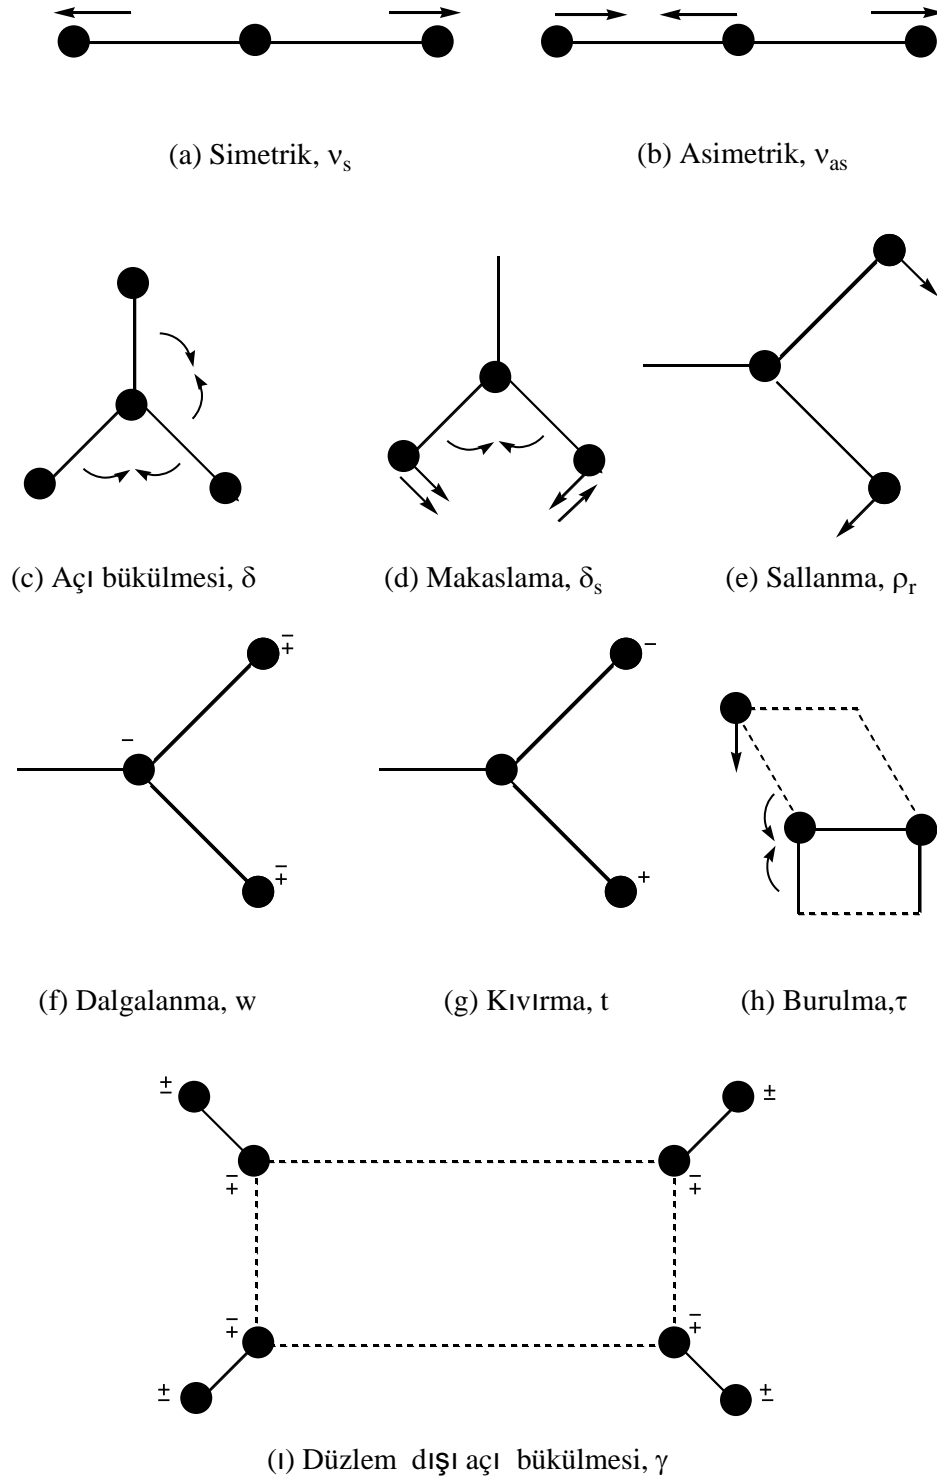 (a) Simetrik, νs
(b) Asimetrik, νas
(c) Açı bükülmesi, δ
(d) Makaslama, δs
(e) Sallanma, ρr
∓
−
∓
−
+
(f) Dalgalanma, w
(g) Kıvırma, t
(h) Burulma,τ
±
±
∓
∓
∓
∓
±
±
(ı) Düzlem dışı açı bükülmesi, γ